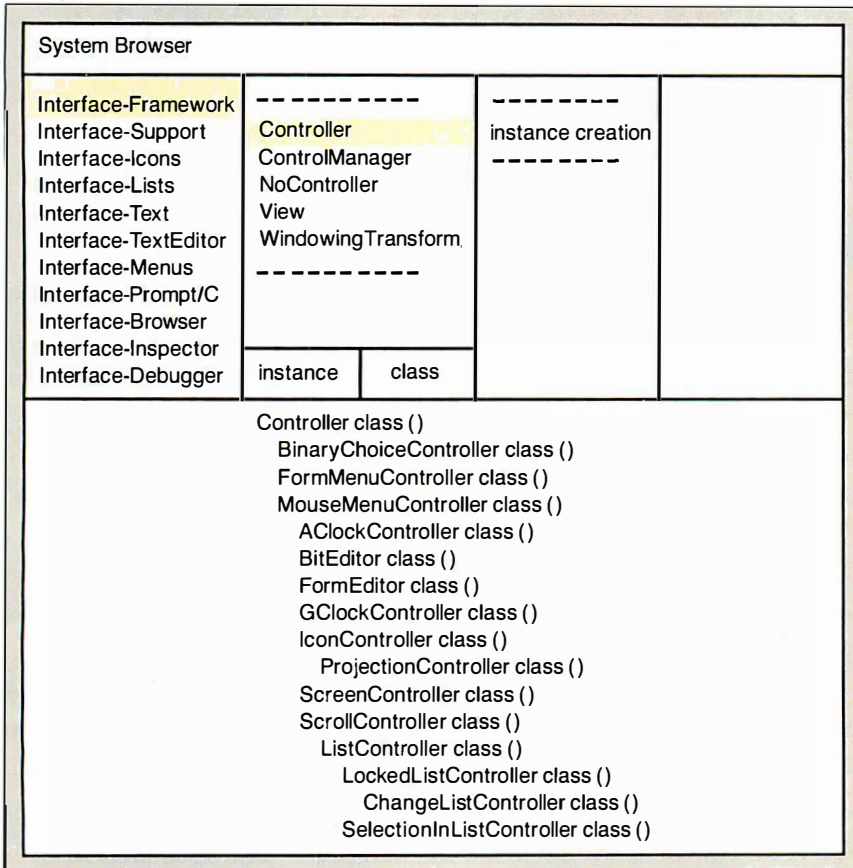 System Browser
Interface-Framework
Interface-Support
Interface-Icons
Interface-Lists
Interface-Text
Interface-TextEditor
Interface-Menus
Interface-Prompt/C
Interface-Browser
Interface-Inspector
Interface-Debugger
----------
Controller
ControlManager
NoController
View
WindowingTransform
----------
instance
class
--------
instance creation
--------
Controller class ()
BinaryChoiceController class ()
FormMenuController class ()
MouseMenuController class ()
AClockController class ()
BitEditor class ()
FormEditor class ()
GClockController class ()
IconController class ()
ProjectionController class ()
ScreenController class ()
ScrollController class ()
ListController class ()
LockedListController class ()
ChangeListController class ()
SelectionInListController class ()